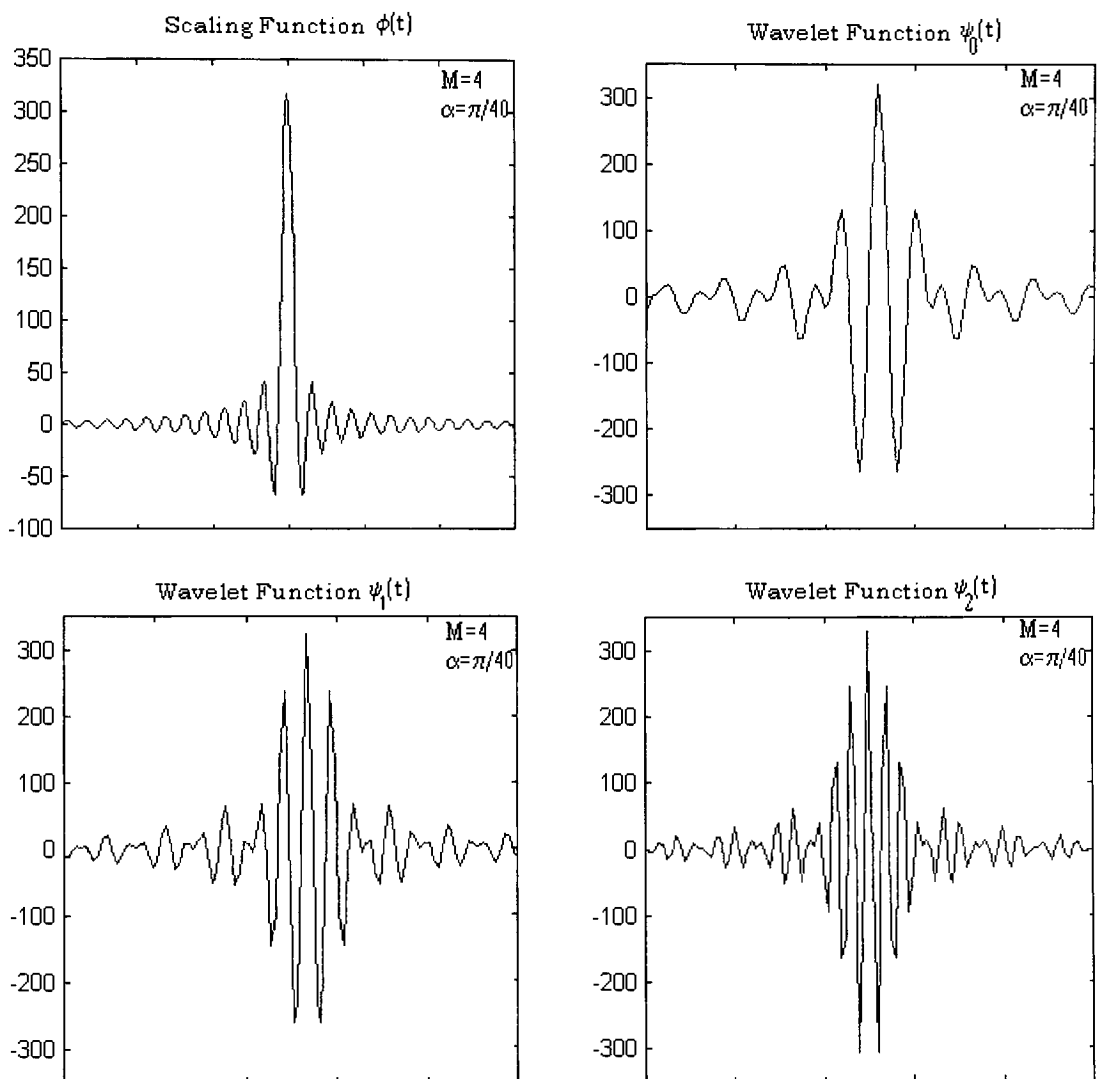 Scaling Function ϕ(t)
M=4
α=π/40
350
300
250
200
150
100
50
0
-50
-100
Wavelet Function ψ0(t)
M=4
α=π/40
300
200
100
0
-100
-200
-300
Wavelet Function ψ1(t)
M=4
α=π/40
300
200
100
0
-100
-200
-300
Wavelet Function ψ2(t)
M=4
α=π/40
300
200
100
0
-100
-200
-300